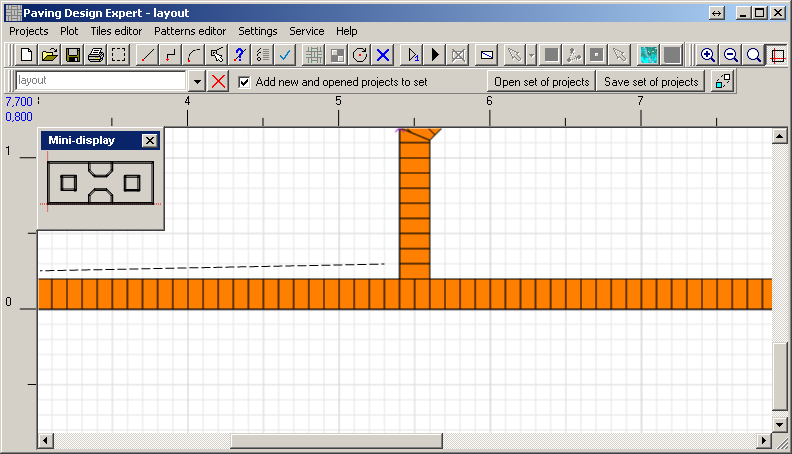 Paving Design Expert - layout
Projects Plot Tiles editor Patterns editor Settings Service Help
layout Add new and opened projects to set Open set of projects Save set of projects
7,700 4 5 6 7
0,800
Mini-display
1
0